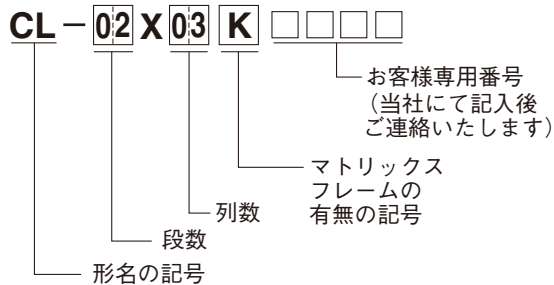 CL－02X03K□□□□
お客様専用番号
（当社にて記入後
ご連絡いたします）
マトリックス
フレームの
有無の記号
列数
段数
形名の記号